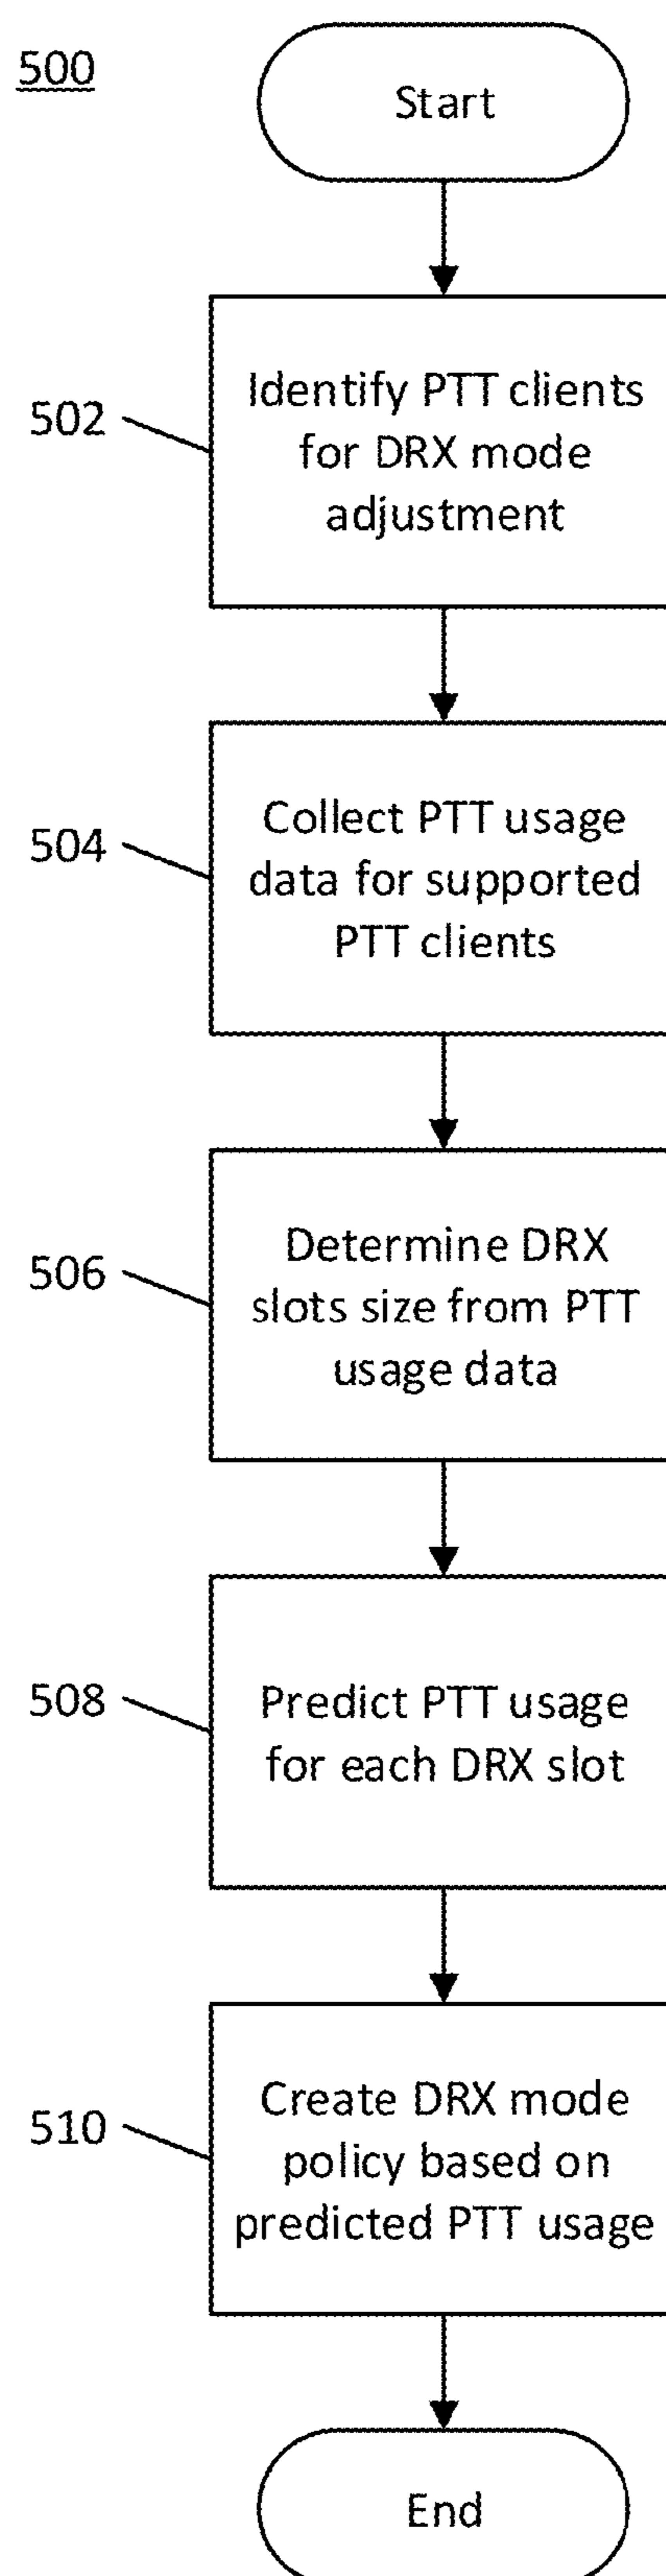 500
Start
502
Identify PTT clients
for DRX mode
adjustment
504
Collect PTT usage
data for supported
PTT clients
506
Determine DRX
slots size from PTT
usage data
508
Predict PTT usage
for each DRX slot
510
Create DRX mode
policy based on
predicted PTT usage
End